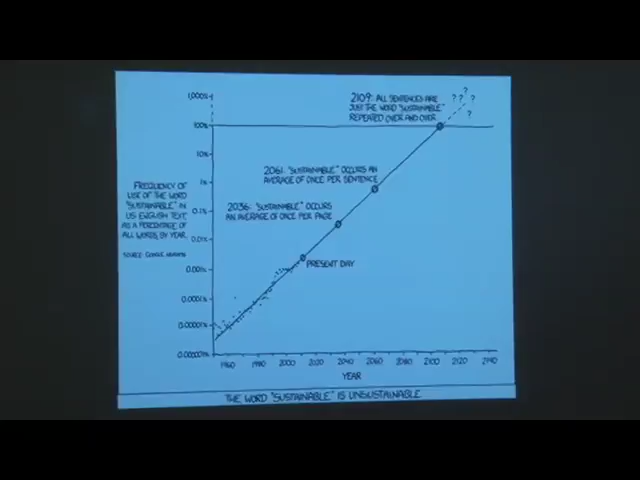 1,000%
2109: ALL SENTENCES ARE
JUST THE WORD "SUSTAINABLE"
REPEATED OVER AND OVER
? ? ? ? ?
100%
10%
2061: "SUSTAINABLE" OCCURS AN
AVERAGE OF ONCE PER SENTENCE
1%
FREQUENCY OF
USE OF THE WORD
"SUSTAINABLE" IN
US ENGLISH TEXT,
AS A PERCENTAGE OF
ALL WORDS, BY YEAR.
SOURCE: GOOGLE NGRAMS
2036: "SUSTAINABLE" OCCURS
AN AVERAGE OF ONCE PER PAGE
0.1%
0.01%
PRESENT DAY
0.001%
0.0001%
0.00001%
0.000001%
1960 1980 2000 2020 2040 2060 2080 2100 2120 2140
YEAR
THE WORD "SUSTAINABLE" IS UNSUSTAINABLE.